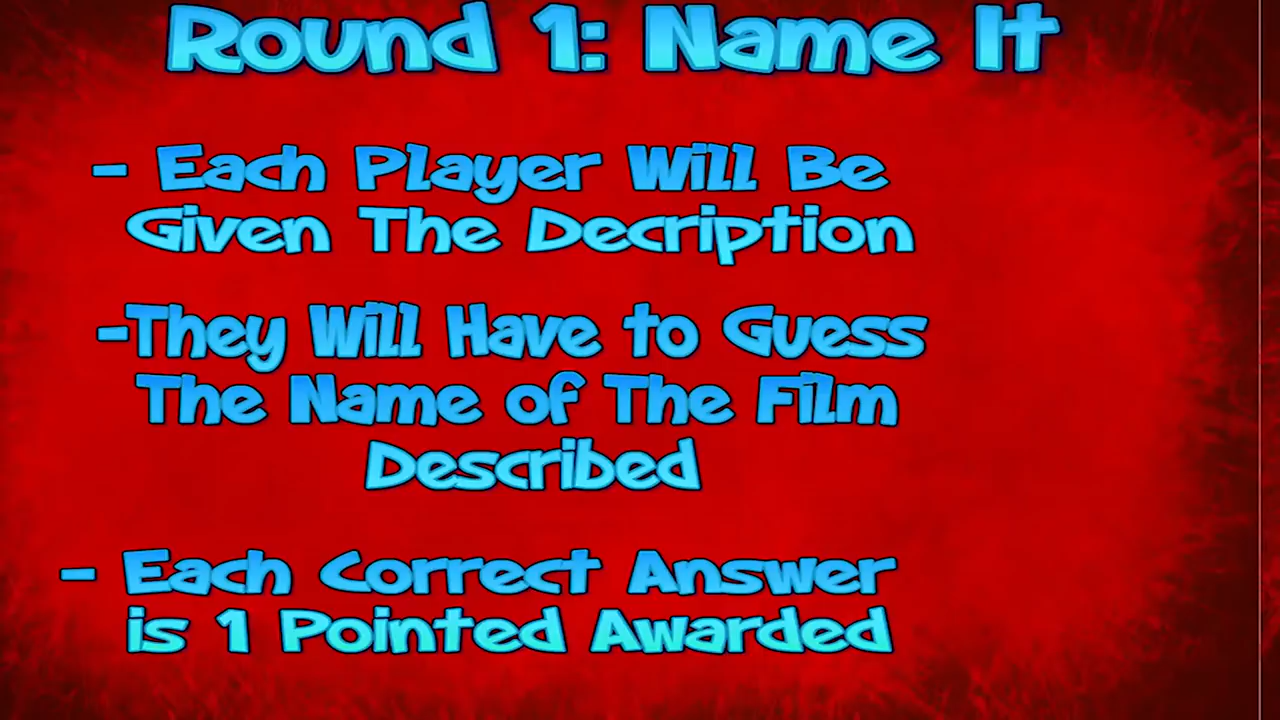 Round 1: Name It
- Each Player Will Be
Given The Decription
-They Will Have to Guess
The Name of The Film
Described
- Each Correct Answer
is 1 Pointed Awarded